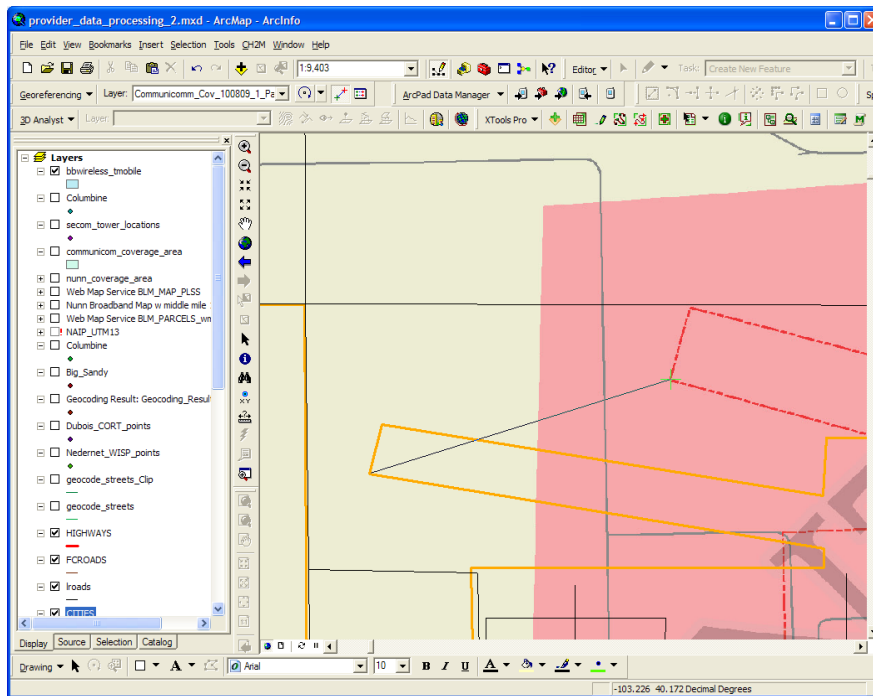 provider_data_processing_2.mxd - ArcMap - ArcInfo
File Edit View Bookmarks Insert Selection Tools CH2M Window Help
1:9,403 Editor Task: Create New Feature
Georeferencing Layer: Communicomm_Cov_100809_1_Pa ArcPad Data Manager Sp
3D Analyst Layer: XTools Pro
Layers
bbwireless_tmobile
Columbine
secom_tower_locations
communicom_coverage_area
nunn_coverage_area
Web Map Service BLM_MAP_PLSS
Nunn Broadband Map w middle mile
Web Map Service BLM_PARCELS_wm
NAIP_UTM13
Columbine
Big_Sandy
Geocoding Result: Geocoding_Resul
Dubois_CORT_points
Nedernet_WISP_points
geocode_streets_Clip
geocode_streets
HIGHWAYS
FCROADS
lroads
CITIES
Display Source Selection Catalog
Drawing A Arial 10 B I U A
-103.226 40.172 Decimal Degrees